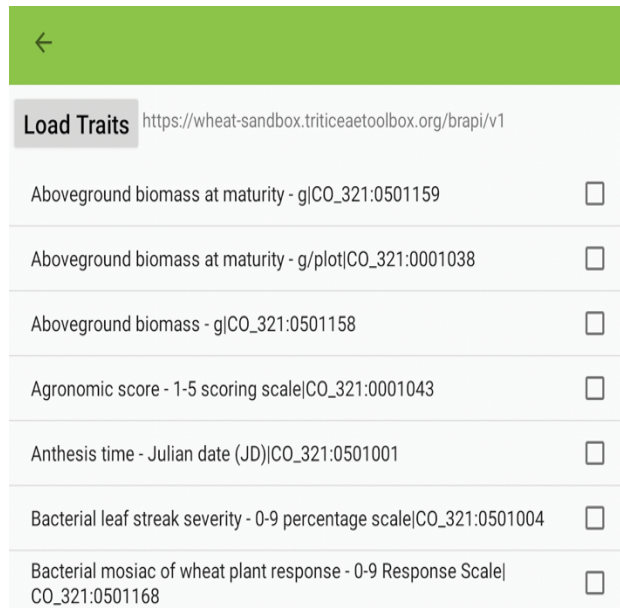 Load Traits https://wheat-sandbox.triticeaetoolbox.org/brapi/v1
Aboveground biomass at maturity - g|CO_321:0501159
Aboveground biomass at maturity - g/plot|CO_321:0001038
Aboveground biomass - g|CO_321:0501158
Agronomic score - 1-5 scoring scale|CO_321:0001043
Anthesis time - Julian date (JD)|CO_321:0501001
Bacterial leaf streak severity - 0-9 percentage scale|CO_321:0501004
Bacterial mosiac of wheat plant response - 0-9 Response Scale|
CO_321:0501168